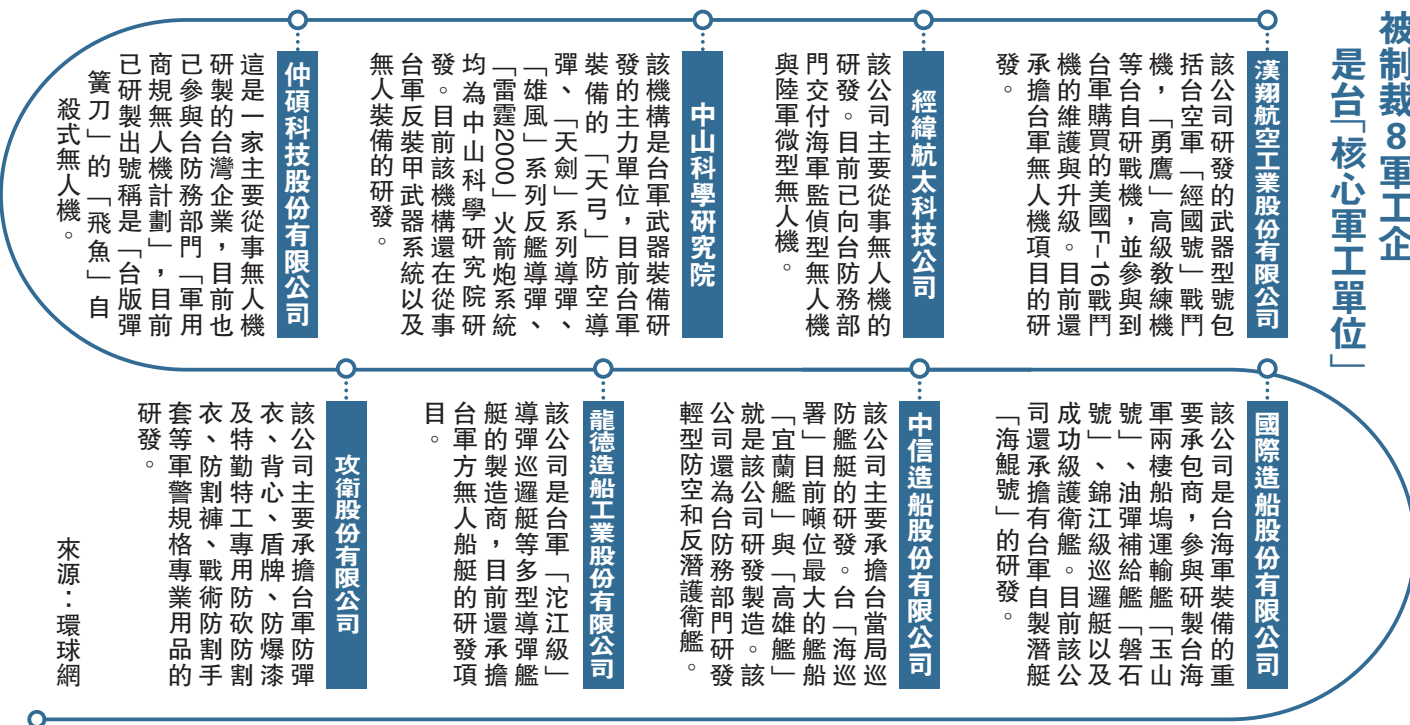 被制裁8軍工企
是台「核心軍工單位」
漢翔航空工業股份有限公司
該公司研發的武器型號包
括台空軍「經國號」戰鬥
機，「勇鷹」高級教練機
等台自研戰機，並參與到
台軍購買的美國F-16戰鬥
機的維護與升級。目前還
承擔台軍無人機項目的研
發。
經緯航太科技公司
該公司主要從事無人機的
研發。目前已向台防務部
門交付海軍監偵型無人機
與陸軍微型無人機。
中山科學研究院
該機構是台軍武器裝備研
發的主力單位，目前台軍
裝備的「天弓」防空導
彈、「天劍」系列導彈、
「雄風」系列反艦導彈、
「雷霆2000」火箭炮系統
均為中山科學研究院研
發。目前該機構還在從事
台軍反裝甲武器系統以及
無人裝備的研發。
仲碩科技股份有限公司
這是一家主要從事無人機
研製的台灣企業，目前也
已參與台防務部門「軍用
商規無人機計劃」，目前
已研製出號稱是「台版彈
簧刀」的「飛魚」自
殺式無人機。
國際造船股份有限公司
該公司是台海軍裝備的重
要承包商，參與研製台海
軍兩棲船塢運輸艦「玉山
號」、油彈補給艦「磐石
號」、錦江級巡邏艇以及
成功級護衛艦。目前該公
司還承擔有台軍自製潛艇
「海鯤號」的研發。
中信造船股份有限公司
該公司主要承擔台當局巡
防艦艇的研發。台「海巡
署」目前噸位最大的艦船
「宜蘭艦」與「高雄艦」
就是該公司研發製造。該
公司還為台防務部門研發
輕型防空和反潛護衛艦。
龍德造船工業股份有限公司
該公司是台軍「沱江級」
導彈巡邏艇等多型導彈艦
艇的製造商，目前還承擔
台軍方無人船艇的研發項
目。
攻衛股份有限公司
該公司主要承擔台軍防彈
衣、背心、盾牌、防爆漆
及特勤特工專用防砍防割
衣、防割褲、戰術防割手
套等軍警規格專業用品的
研發。
來源：環球網